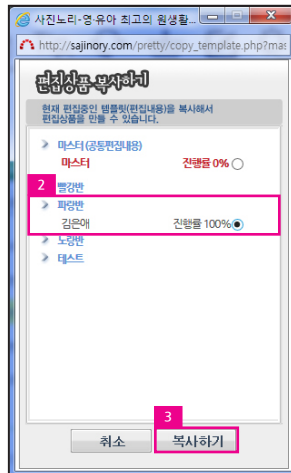 사진노리-영·유아 최고의 원생활...
http://sajinory.com/pretty/copy_template.php?mas
편집상품 복사하기
현재 편집중인 템플릿(편집내용)을 복사해서
편집상품을 만들 수 있습니다.
마스터(공통편집내용)
마스터 진행률 0%
2
빨강반
파랑반
김은애 진행률 100%
노랑반
테스트
3
취소 복사하기